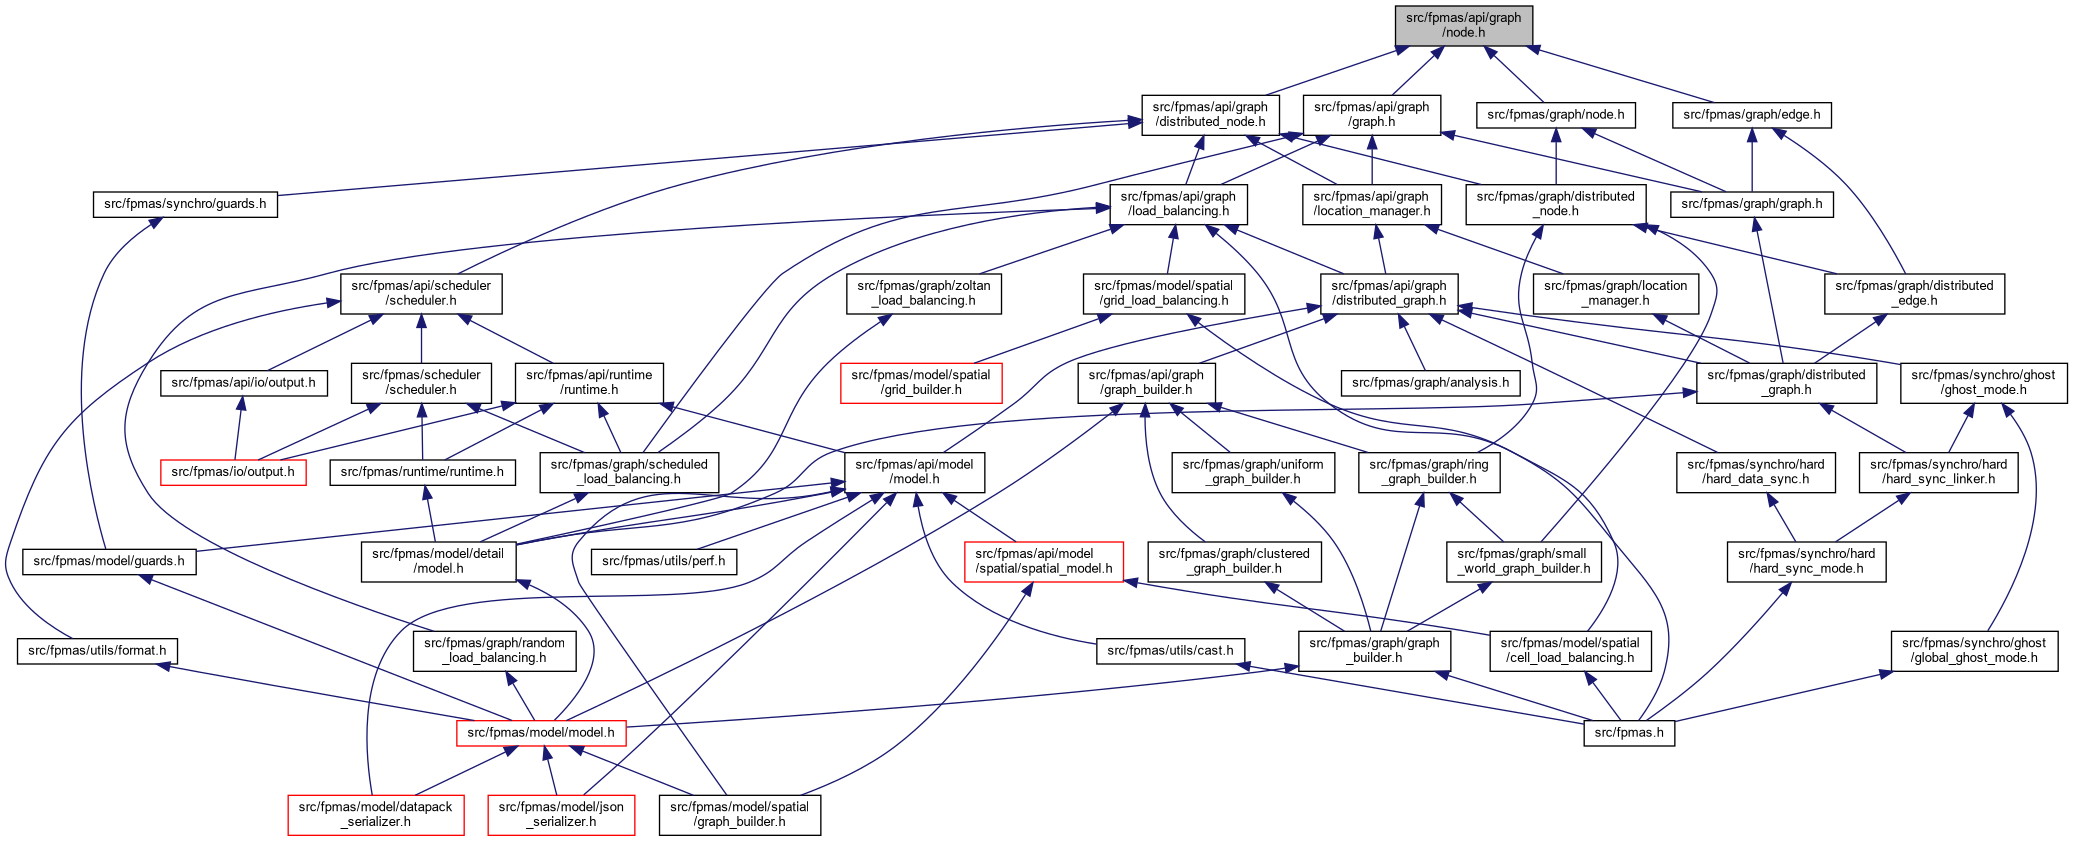 src/fpmas/api/graph
/node.h
src/fpmas/api/graph
/distributed_node.h
src/fpmas/api/graph
/graph.h
src/fpmas/graph/node.h
src/fpmas/graph/edge.h
src/fpmas/synchro/guards.h
src/fpmas/api/graph
/load_balancing.h
src/fpmas/api/graph
/location_manager.h
src/fpmas/graph/distributed
_node.h
src/fpmas/graph/graph.h
src/fpmas/api/scheduler
/scheduler.h
src/fpmas/graph/zoltan
_load_balancing.h
src/fpmas/model/spatial
/grid_load_balancing.h
src/fpmas/api/graph
/distributed_graph.h
src/fpmas/graph/location
_manager.h
src/fpmas/graph/distributed
_edge.h
src/fpmas/api/io/output.h
src/fpmas/scheduler
/scheduler.h
src/fpmas/api/runtime
/runtime.h
src/fpmas/model/spatial
/grid_builder.h
src/fpmas/api/graph
/graph_builder.h
src/fpmas/graph/analysis.h
src/fpmas/graph/distributed
_graph.h
src/fpmas/synchro/ghost
/ghost_mode.h
src/fpmas/io/output.h
src/fpmas/runtime/runtime.h
src/fpmas/graph/scheduled
_load_balancing.h
src/fpmas/api/model
/model.h
src/fpmas/graph/uniform
_graph_builder.h
src/fpmas/graph/ring
_graph_builder.h
src/fpmas/synchro/hard
/hard_data_sync.h
src/fpmas/synchro/hard
/hard_sync_linker.h
src/fpmas/model/guards.h
src/fpmas/model/detail
/model.h
src/fpmas/utils/perf.h
src/fpmas/api/model
/spatial/spatial_model.h
src/fpmas/graph/clustered
_graph_builder.h
src/fpmas/graph/small
_world_graph_builder.h
src/fpmas/synchro/hard
/hard_sync_mode.h
src/fpmas/utils/format.h
src/fpmas/graph/random
_load_balancing.h
src/fpmas/utils/cast.h
src/fpmas/graph/graph
_builder.h
src/fpmas/model/spatial
/cell_load_balancing.h
src/fpmas/synchro/ghost
/global_ghost_mode.h
src/fpmas/model/model.h
src/fpmas.h
src/fpmas/model/datapack
_serializer.h
src/fpmas/model/json
_serializer.h
src/fpmas/model/spatial
/graph_builder.h